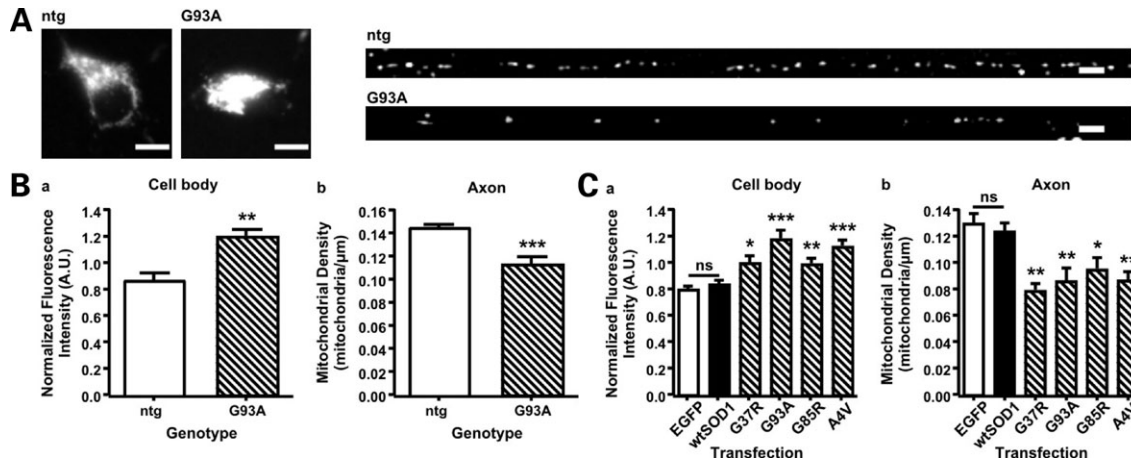 A
ntg
G93A
ntg
G93A
B
a
Cell body
Normalized Fluorescence
Intensity (A.U.)
1.4
1.2
1.0
0.8
0.6
0.4
0.2
0.0
**
ntg
G93A
Genotype
b
Axon
Mitochondrial Density
(mitochondria/μm)
0.16
0.14
0.12
0.10
0.08
0.06
0.04
0.02
0.00
***
ntg
G93A
Genotype
C
a
Cell body
Normalized Fluorescence
Intensity (A.U.)
1.4
1.2
1.0
0.8
0.6
0.4
0.2
0.0
ns
*
***
**
***
EGFP
wtSOD1
G37R
G93A
G85R
A4V
Transfection
b
Axon
Mitochondrial Density
(mitochondria/μm)
0.14
0.12
0.10
0.08
0.06
0.04
0.02
0.00
ns
**
**
*
**
EGFP
wtSOD1
G37R
G93A
G85R
A4V
Transfection